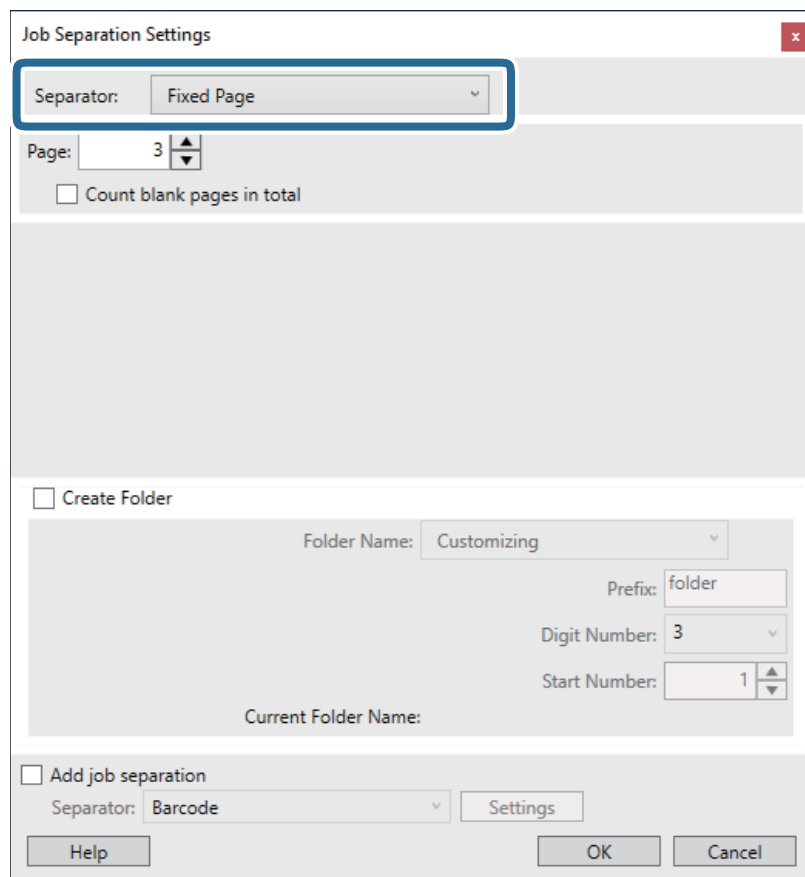 Job Separation Settings
x
Separator: Fixed Page
Page: 3
Count blank pages in total
Create Folder
Folder Name: Customizing
Prefix: folder
Digit Number: 3
Start Number: 1
Current Folder Name:
Add job separation
Separator: Barcode Settings
Help OK Cancel